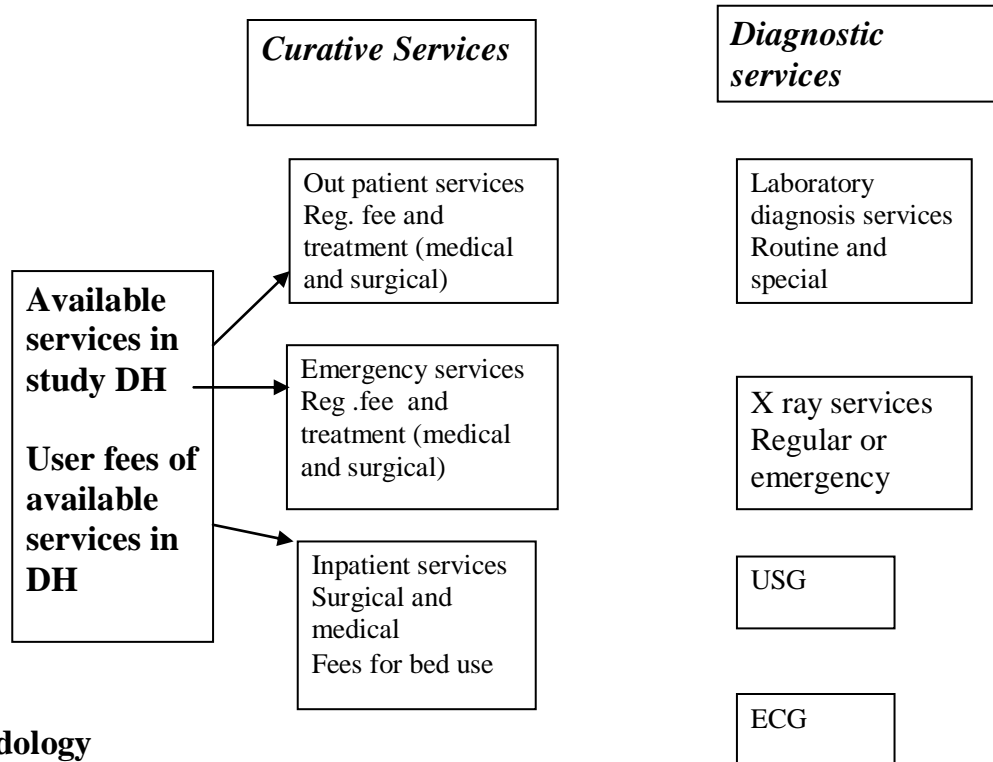 Curative Services
Diagnostic
services
Available
services in
study DH
User fees of
available
services in
DH
Out patient services
Reg. fee and
treatment (medical
and surgical)
Emergency services
Reg .fee  and
treatment (medical
and surgical)
Inpatient services
Surgical and
medical
Fees for bed use
Laboratory
diagnosis services
Routine and
special
X ray services
Regular or
emergency
USG
ECG
dology